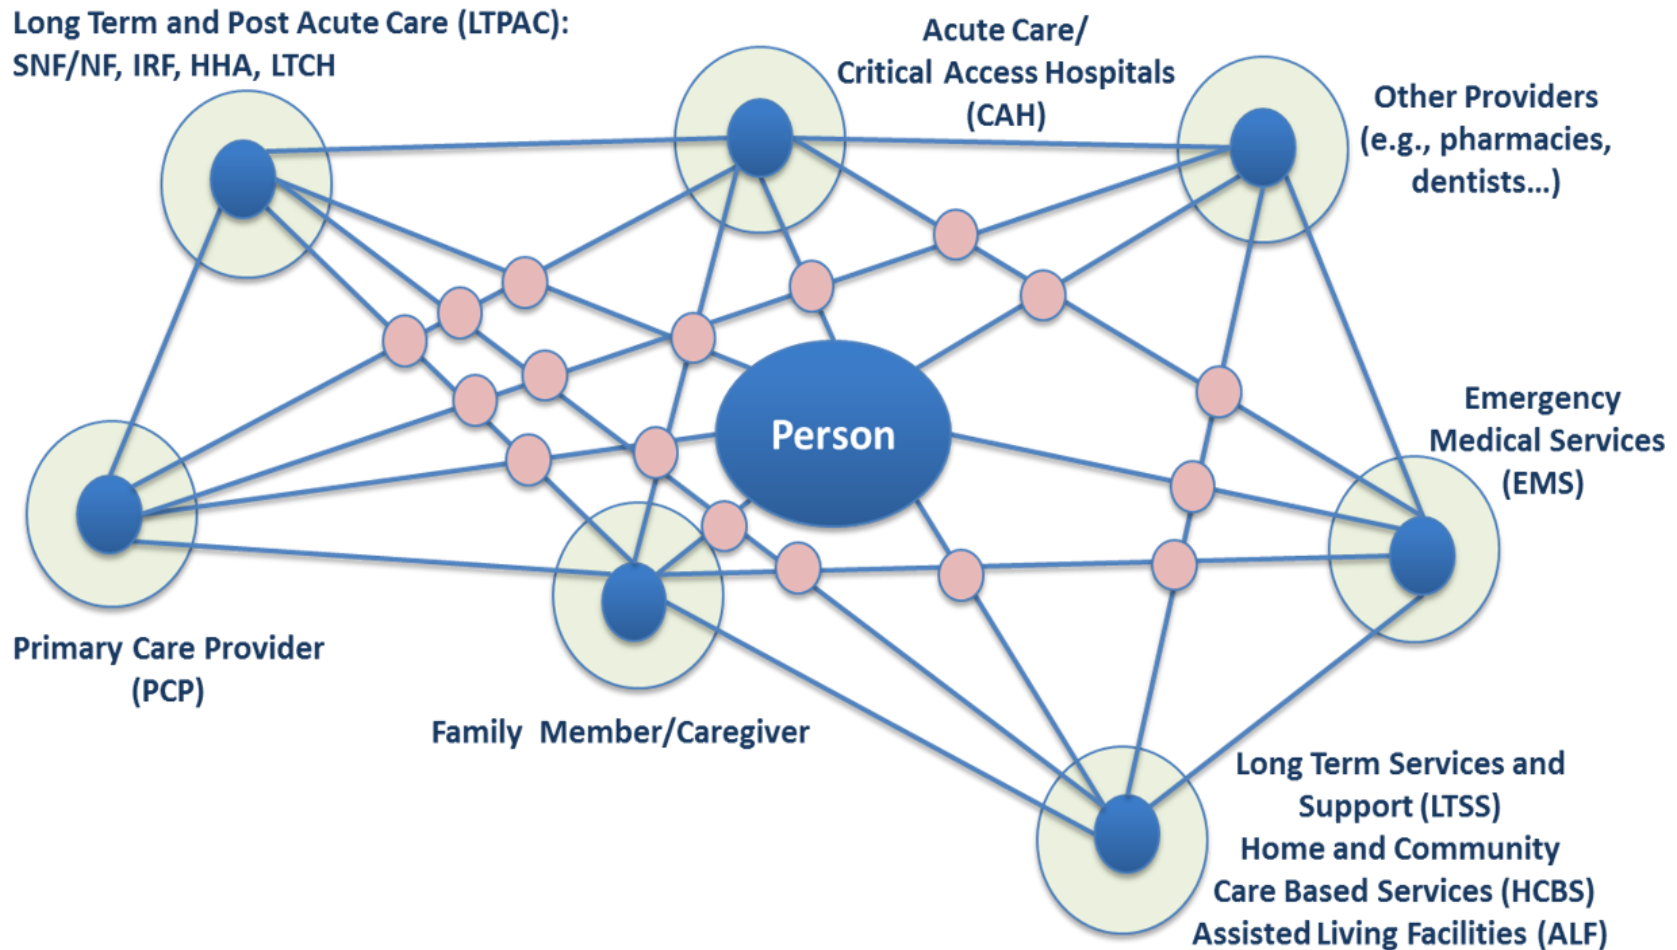 Long Term and Post Acute Care (LTPAC):
SNF/NF, IRF, HHA, LTCH
Acute Care/
Critical Access Hospitals
(CAH)
Other Providers
(e.g., pharmacies,
dentists...)
Person
Emergency
Medical Services
(EMS)
Primary Care Provider
(PCP)
Family Member/Caregiver
Long Term Services and
Support (LTSS)
Home and Community
Care Based Services (HCBS)
Assisted Living Facilities (ALF)